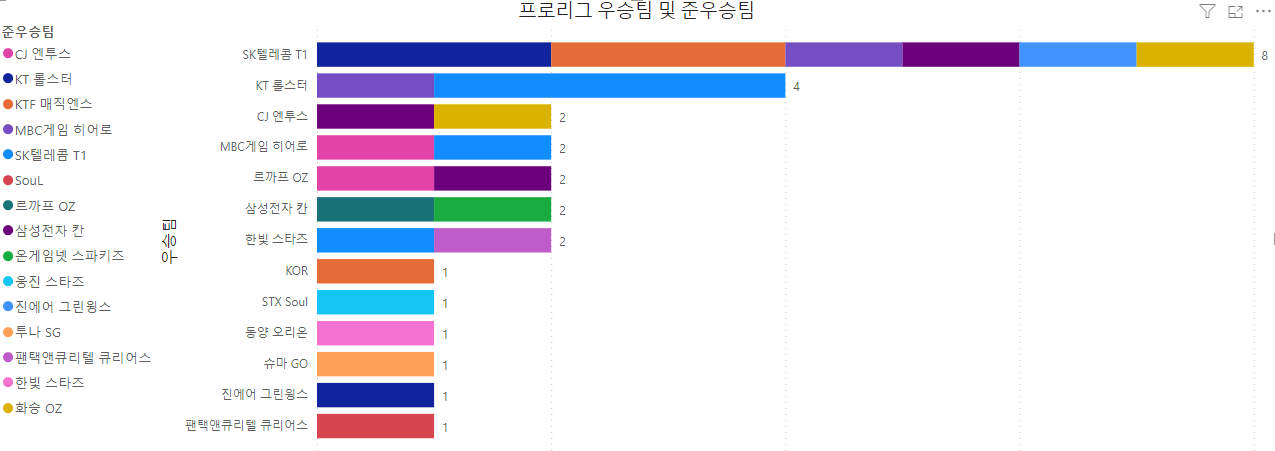 프로리그 우승팀 및 준우승팀
준우승팀
CJ 엔투스
KT 롤스터
KTF 매직엔스
MBC게임 히어로
SK텔레콤 T1
SouL
르까프 OZ
삼성전자 칸
온게임넷 스파키즈
웅진 스타즈
진에어 그린윙스
투나 SG
팬택앤큐리텔 큐리어스
한빛 스타즈
화승 OZ
우승팀
SK텔레콤 T1 8
KT 롤스터 4
CJ 엔투스 2
MBC게임 히어로 2
르까프 OZ 2
삼성전자 칸 2
한빛 스타즈 2
KOR 1
STX Soul 1
동양 오리온 1
슈마 GO 1
진에어 그린윙스 1
팬택앤큐리텔 큐리어스 1